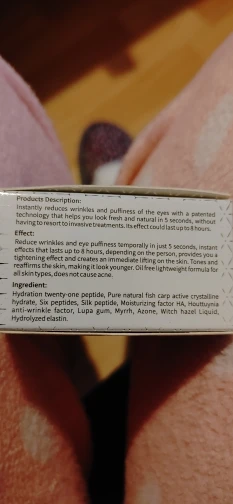 Products Description:
Instantly reduces wrinkles and puffiness of the eyes with a patented
technology that helps you look fresh and natural in 5 seconds, without
having to resort to invasive treatments. Its effect could last up to 8 hours.
Effect:
Reduce wrinkles and eye puffiness temporarily in just 5 seconds, instant
effects that lasts up to 8 hours, depending on the person, provides you a
tightening effect and creates an immediate lifting on the skin. Tones and
reaffirms the skin, making it look younger. Oil free lightweight formula for
all skin types, does not cause acne.
Ingredient:
Hydration twenty-one peptide, Pure natural fish carp active crystalline
hydrate, Six peptides, Silk peptide, Moisturizing factor HA, Houttuynia
anti-wrinkle factor, Lupa gum, Myrrh, Azone, Witch hazel Liquid,
Hydrolyzed elastin.